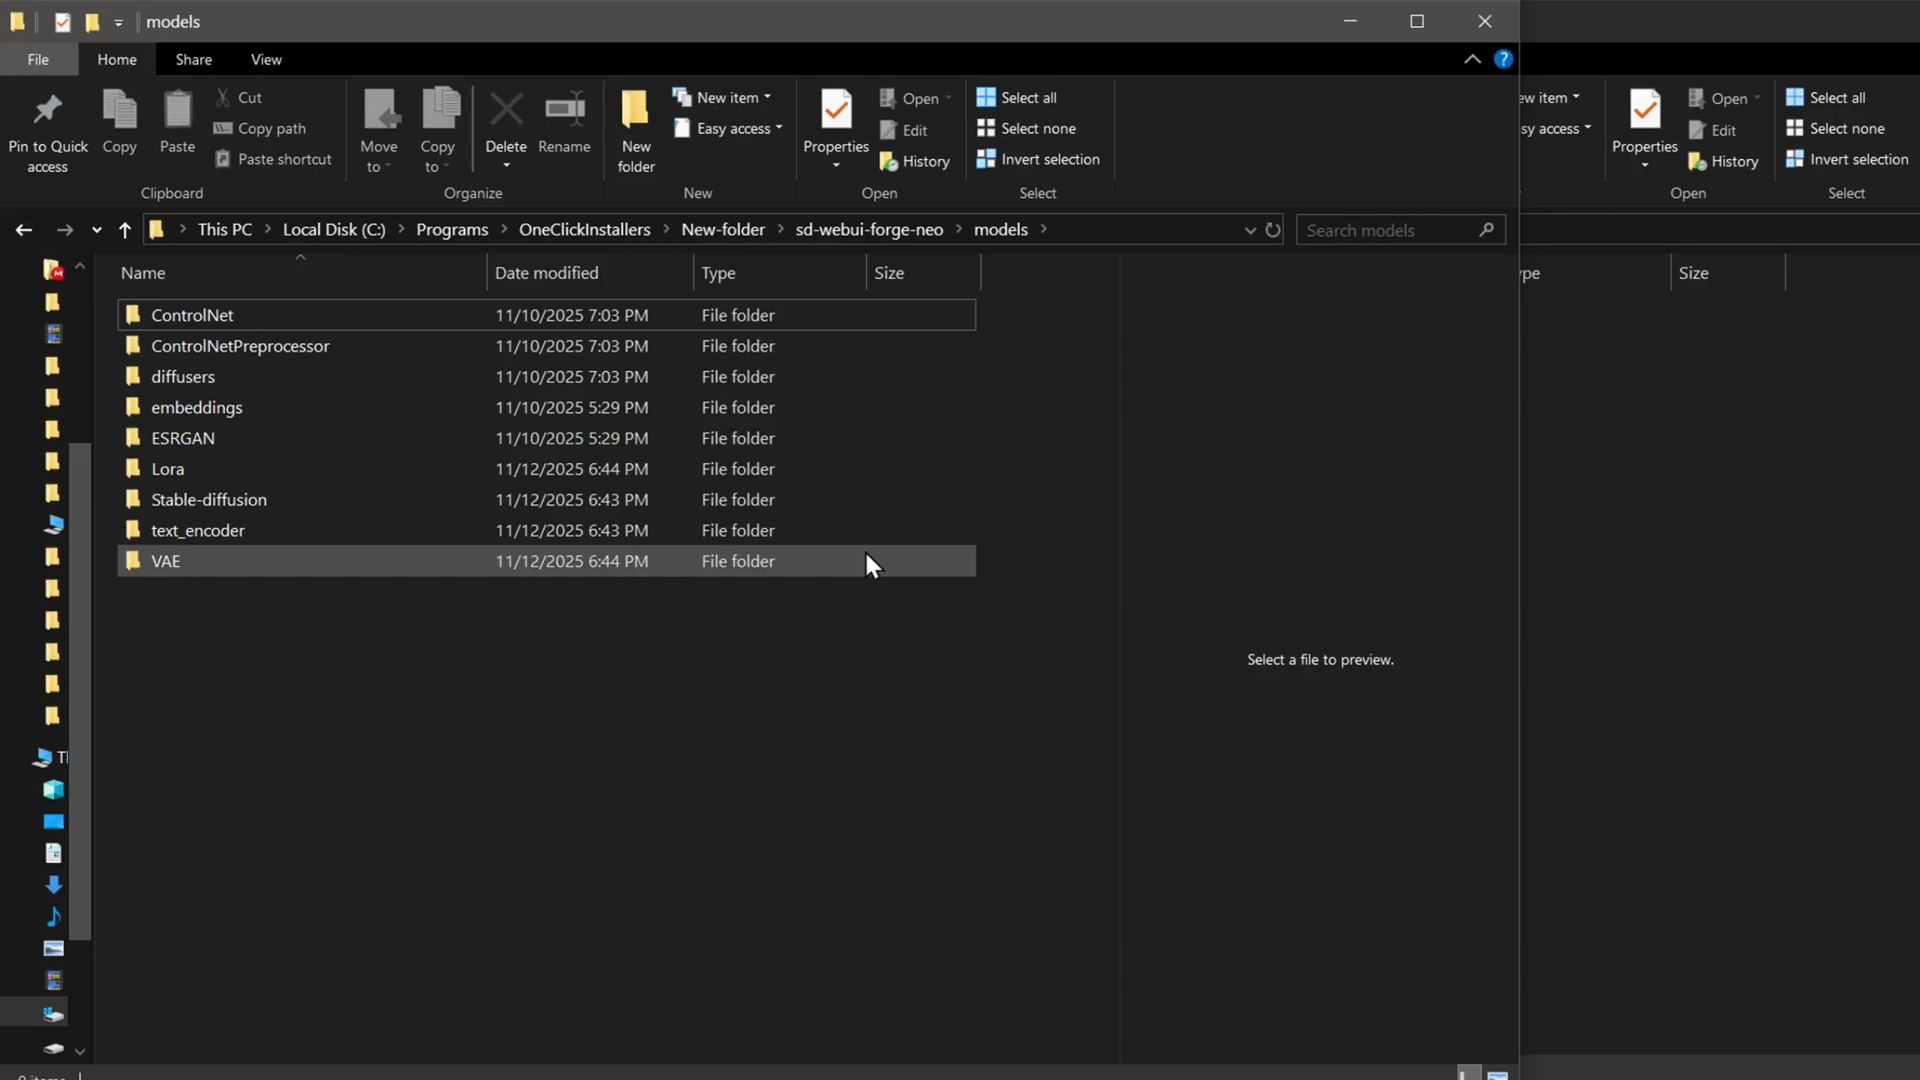 models
File Home Share View ?
Pin to Quick access
Copy
Paste
Cut
Copy path
Paste shortcut
Clipboard
Move to
Copy to
Delete
Rename
Organize
New folder
New item
Easy access
New
Properties
Open
Edit
History
Open
Select all
Select none
Invert selection
Select
ew item
sy access
Properties
Open
Edit
History
Open
Select all
Select none
Invert selection
Select
This PC Local Disk (C:) Programs OneClickInstallers New-folder sd-webui-forge-neo models
Search models
Name Date modified Type Size
ype Size
ControlNet 11/10/2025 7:03 PM File folder
ControlNetPreprocessor 11/10/2025 7:03 PM File folder
diffusers 11/10/2025 7:03 PM File folder
embeddings 11/10/2025 5:29 PM File folder
ESRGAN 11/10/2025 5:29 PM File folder
Lora 11/12/2025 6:44 PM File folder
Stable-diffusion 11/12/2025 6:43 PM File folder
text_encoder 11/12/2025 6:43 PM File folder
VAE 11/12/2025 6:44 PM File folder
Select a file to preview.